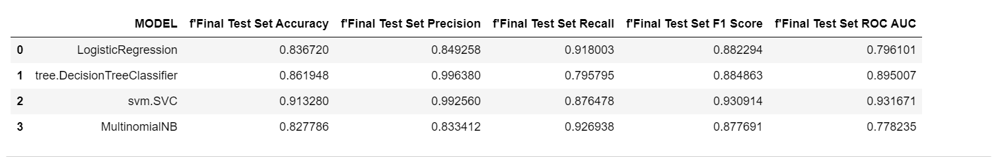 MODEL f'Final Test Set Accuracy f'Final Test Set Precision f'Final Test Set Recall f'Final Test Set F1 Score f'Final Test Set ROC AUC
0 LogisticRegression 0.836720 0.849258 0.918003 0.882294 0.796101
1 tree.DecisionTreeClassifier 0.861948 0.996380 0.795795 0.884863 0.895007
2 svm.SVC 0.913280 0.992560 0.876478 0.930914 0.931671
3 MultinomialNB 0.827786 0.833412 0.926938 0.877691 0.778235